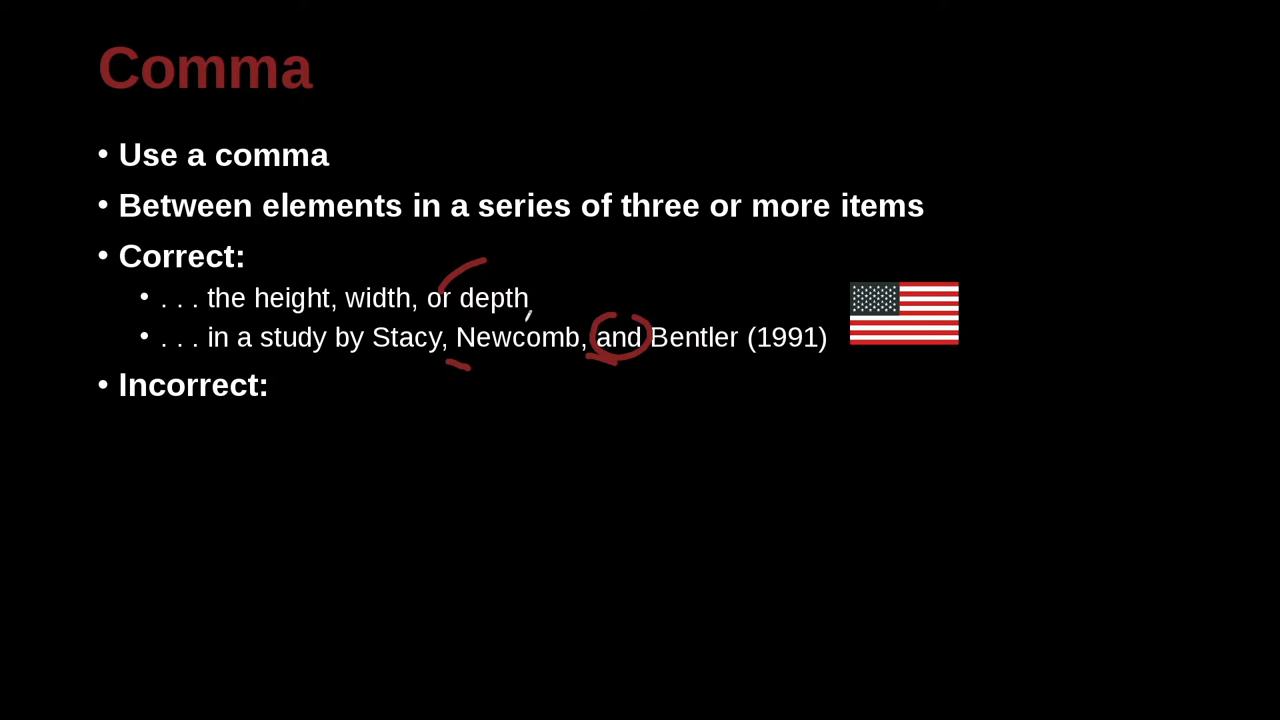 Comma
• Use a comma
• Between elements in a series of three or more items
• Correct:
• . . . the height, width, or depth
• . . . in a study by Stacy, Newcomb, and Bentler (1991)
• Incorrect: